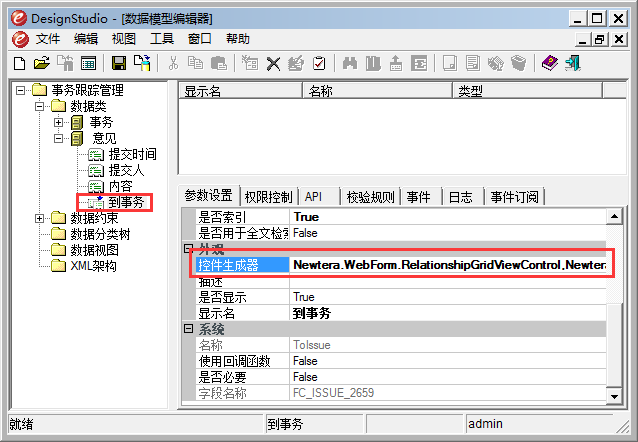 DesignStudio - [数据模型编辑器]
文件 编辑 视图 工具 窗口 帮助
事务跟踪管理
数据类
事务
意见
提交时间
提交人
内容
到事务
数据约束
数据分类树
数据视图
XML架构
显示名 名称 类型
参数设置 权限控制 API 校验规则 事件 日志 事件订阅
是否索引 True
是否用于全文检索 False
外观
控件生成器 Newtera.WebForm.RelationshipGridViewControl,Newtera
描述
是否显示 True
显示名 到事务
系统
名称 ToIssue
使用回调函数 False
是否必要 False
字段名称 FC_ISSUE_2659
就绪 到事务 admin